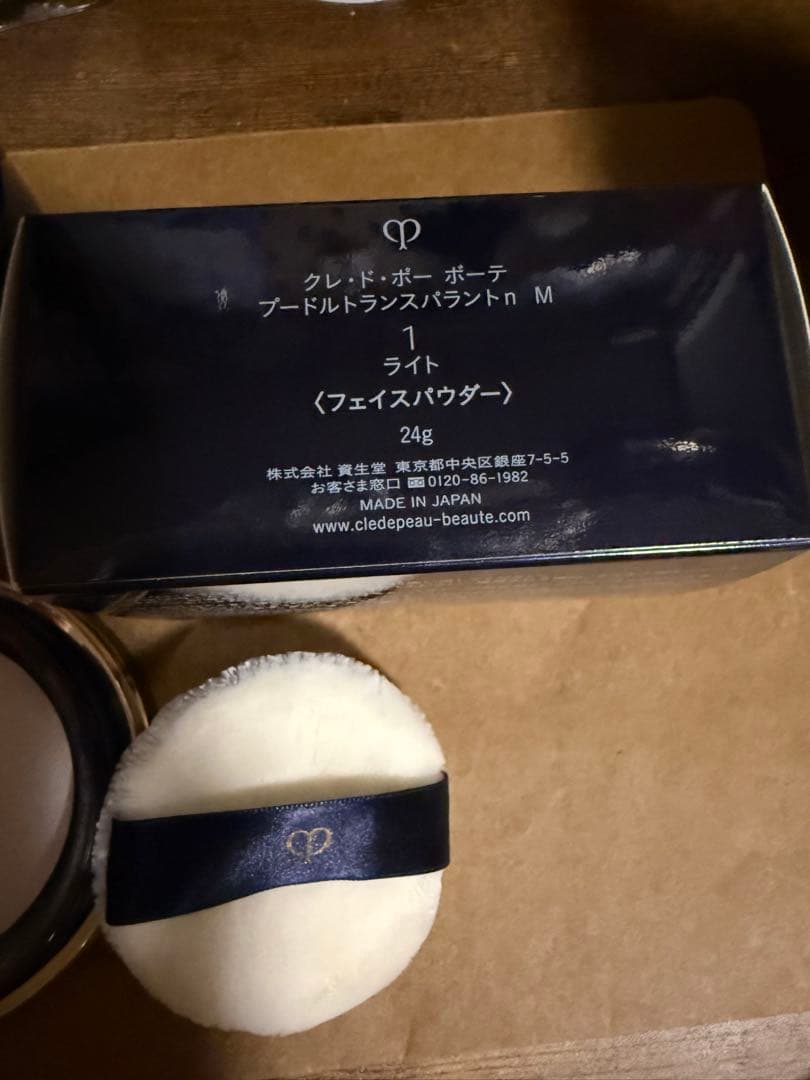 クレ・ド・ポー ボーテ
プードルトランスパラントn M
1
ライト
〈フェイスパウダー〉
24g
株式会社 資生堂 東京都中央区銀座7-5-5
お客さま窓口 0120-86-1982
MADE IN JAPAN
www.cledepeau-beaute.com